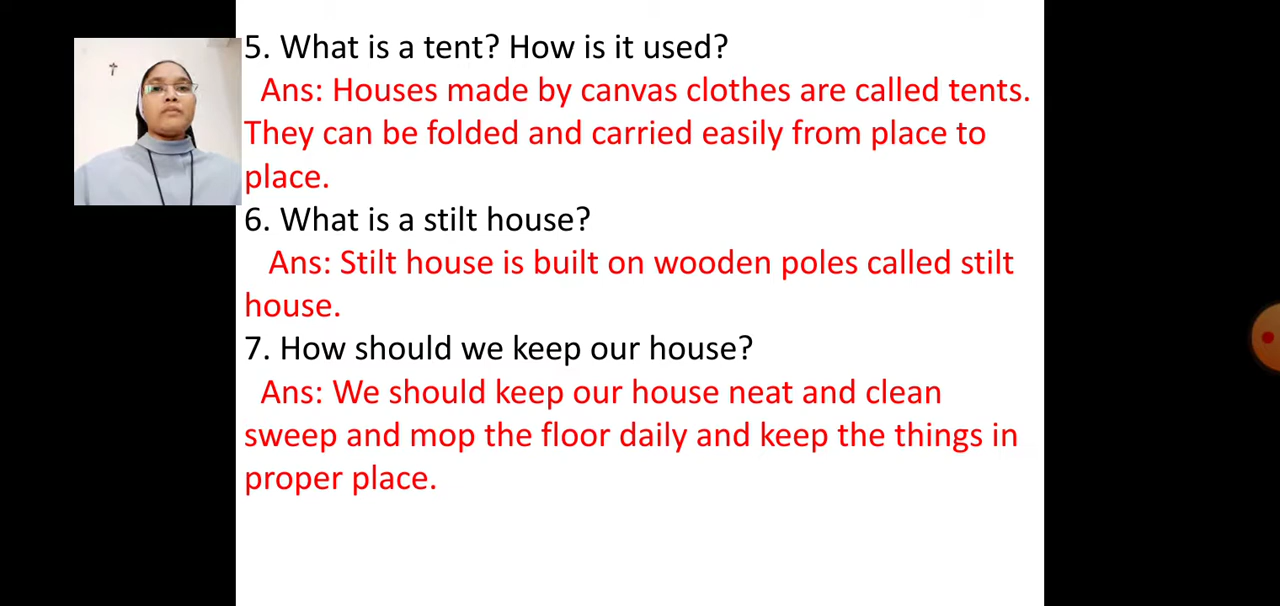 5. What is a tent? How is it used?
Ans: Houses made by canvas clothes are called tents.
They can be folded and carried easily from place to
place.
6. What is a stilt house?
Ans: Stilt house is built on wooden poles called stilt
house.
7. How should we keep our house?
Ans: We should keep our house neat and clean
sweep and mop the floor daily and keep the things in
proper place.